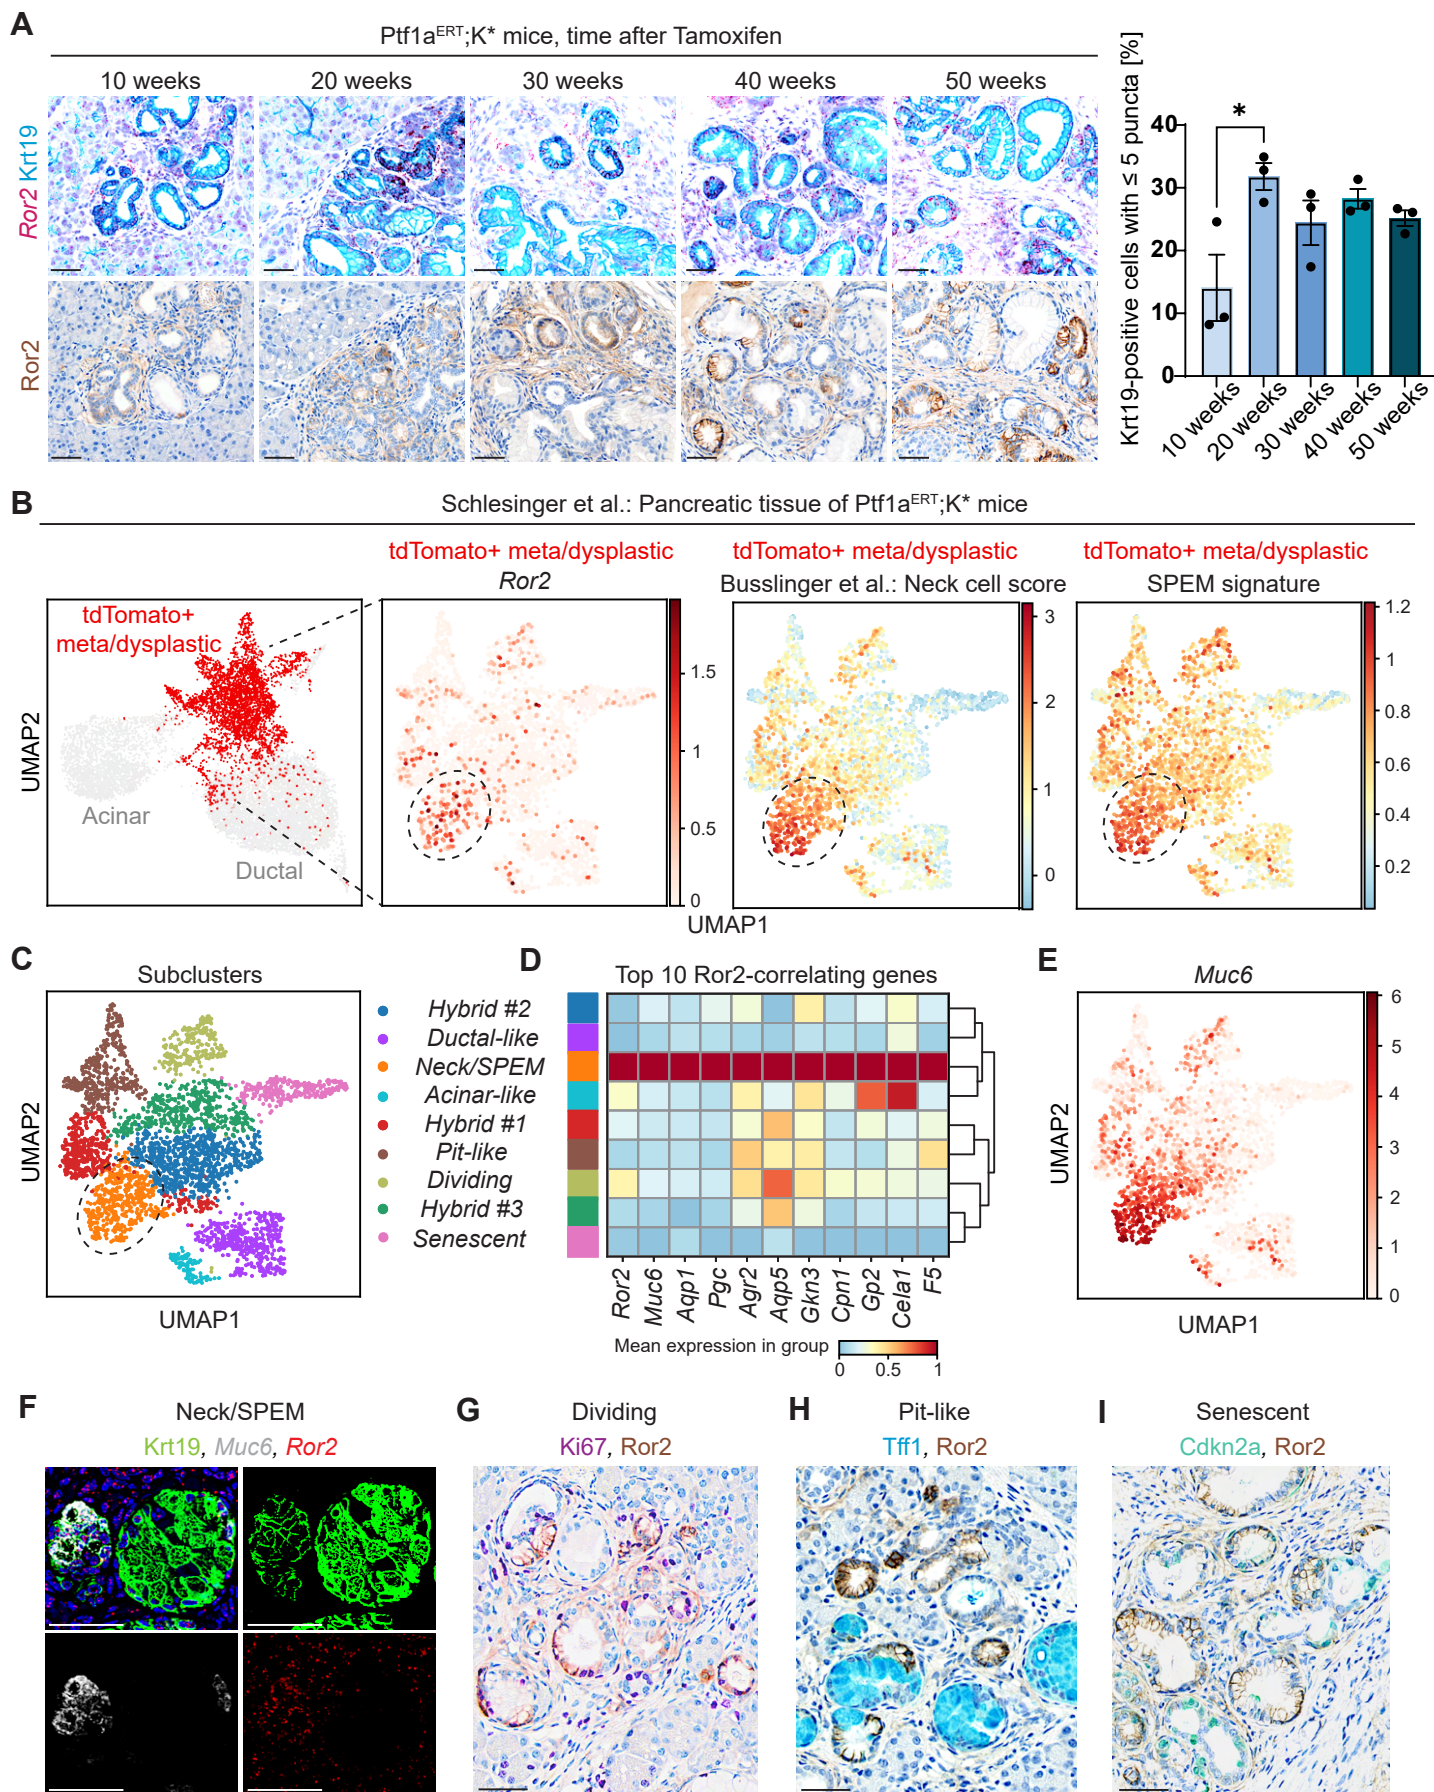 A
Ptf1aERT;K* mice, time after Tamoxifen
10 weeks 20 weeks 30 weeks 40 weeks 50 weeks
Ror2 Krt19
Ror2
Krt19-positive cells with ≤ 5 puncta [%]
*
40
30
20
10
0
10 weeks 20 weeks 30 weeks 40 weeks 50 weeks
B
Schlesinger et al.: Pancreatic tissue of Ptf1aERT;K* mice
tdTomato+ meta/dysplastic tdTomato+ meta/dysplastic tdTomato+ meta/dysplastic
Ror2 Busslinger et al.: Neck cell score SPEM signature
tdTomato+
meta/dysplastic
Acinar
Ductal
UMAP2
UMAP1
1.5
1
0.5
0
3
2
1
0
1.2
1
0.8
0.6
0.4
0.2
C
Subclusters
UMAP2
UMAP1
Hybrid #2
Ductal-like
Neck/SPEM
Acinar-like
Hybrid #1
Pit-like
Dividing
Hybrid #3
Senescent
D
Top 10 Ror2-correlating genes
Ror2 Muc6 Aqp1 Pgc Agr2 Aqp5 Gkn3 Cpn1 Gp2 Cela1 F5
Mean expression in group
0 0.5 1
E
Muc6
UMAP2
UMAP1
6
5
4
3
2
1
0
F
Neck/SPEM
Krt19, Muc6, Ror2
G
Dividing
Ki67, Ror2
H
Pit-like
Tff1, Ror2
I
Senescent
Cdkn2a, Ror2